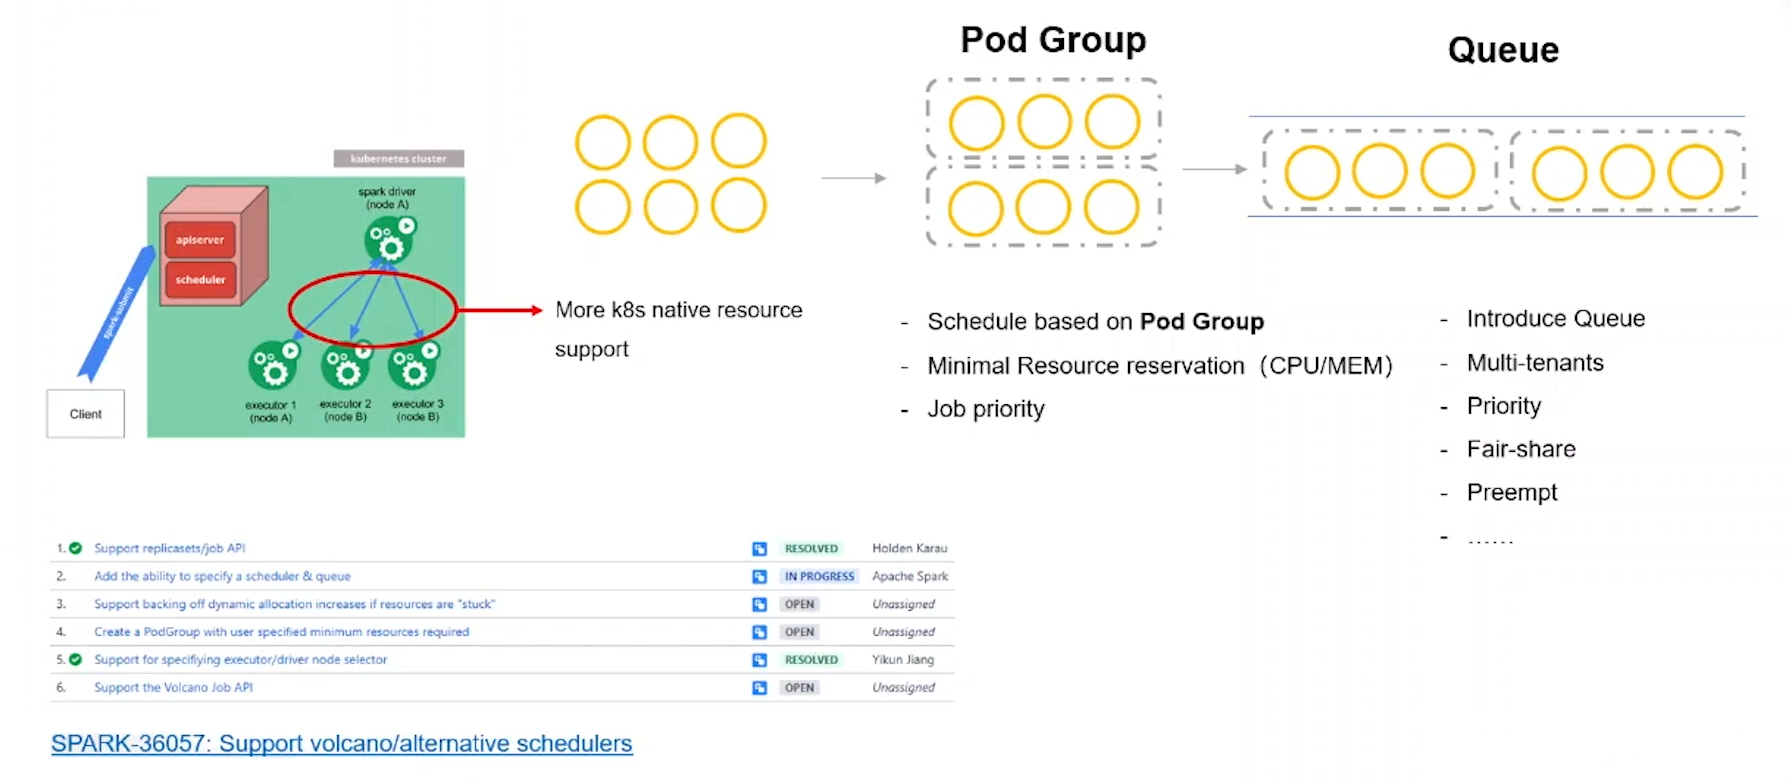 Pod Group
Queue
kubernetes cluster
spark driver
(node A)
apiserver
scheduler
spark-submit
Client
executor 1
(node A)
executor 2
(node B)
executor 3
(node B)
More k8s native resource
support
- Schedule based on Pod Group
- Minimal Resource reservation（CPU/MEM）
- Job priority
- Introduce Queue
- Multi-tenants
- Priority
- Fair-share
- Preempt
- ……
1. Support replicasets/job API RESOLVED Holden Karau
2. Add the ability to specify a scheduler & queue IN PROGRESS Apache Spark
3. Support backing off dynamic allocation increases if resources are "stuck" OPEN Unassigned
4. Create a PodGroup with user specified minimum resources required OPEN Unassigned
5. Support for specifiying executor/driver node selector RESOLVED Yikun Jiang
6. Support the Volcano Job API OPEN Unassigned
SPARK-36057: Support volcano/alternative schedulers